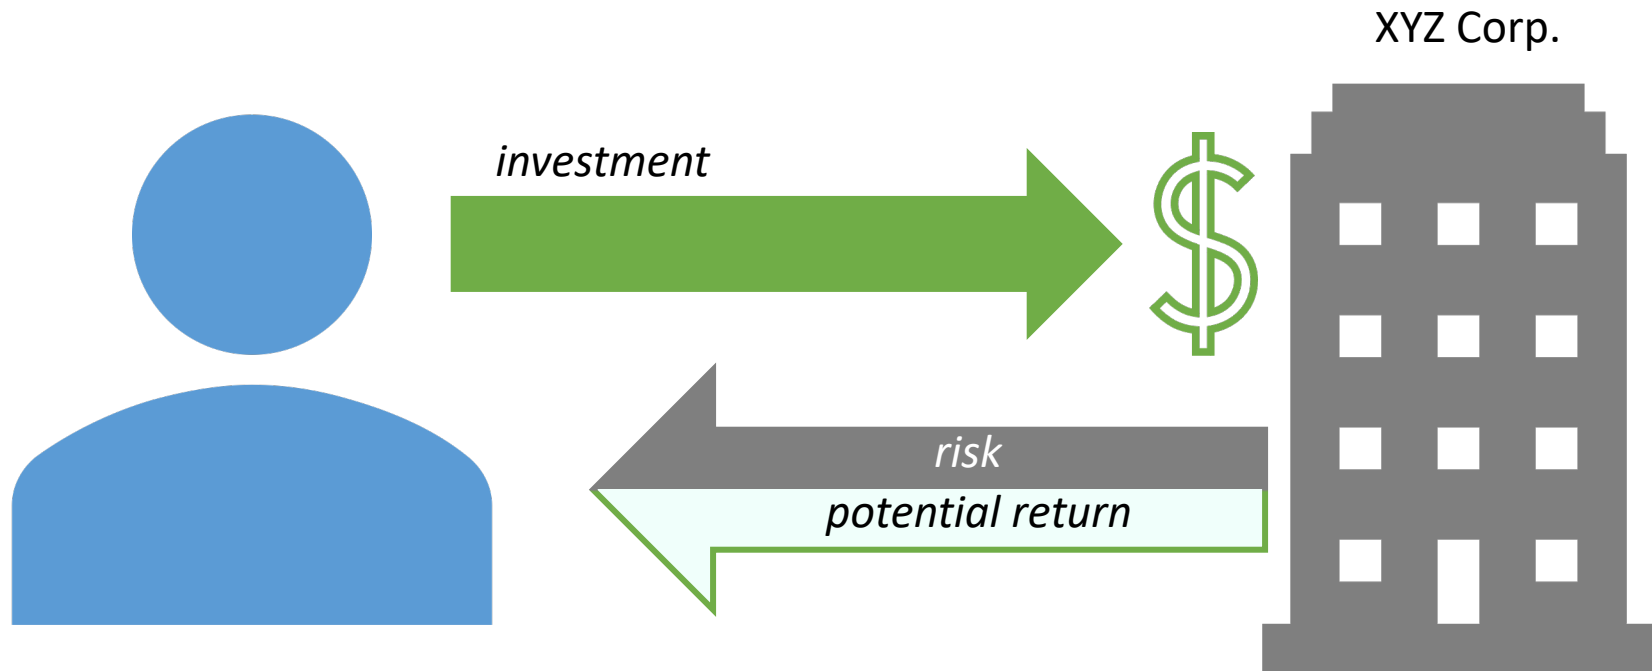 XYZ Corp.
investment
$
risk
potential return